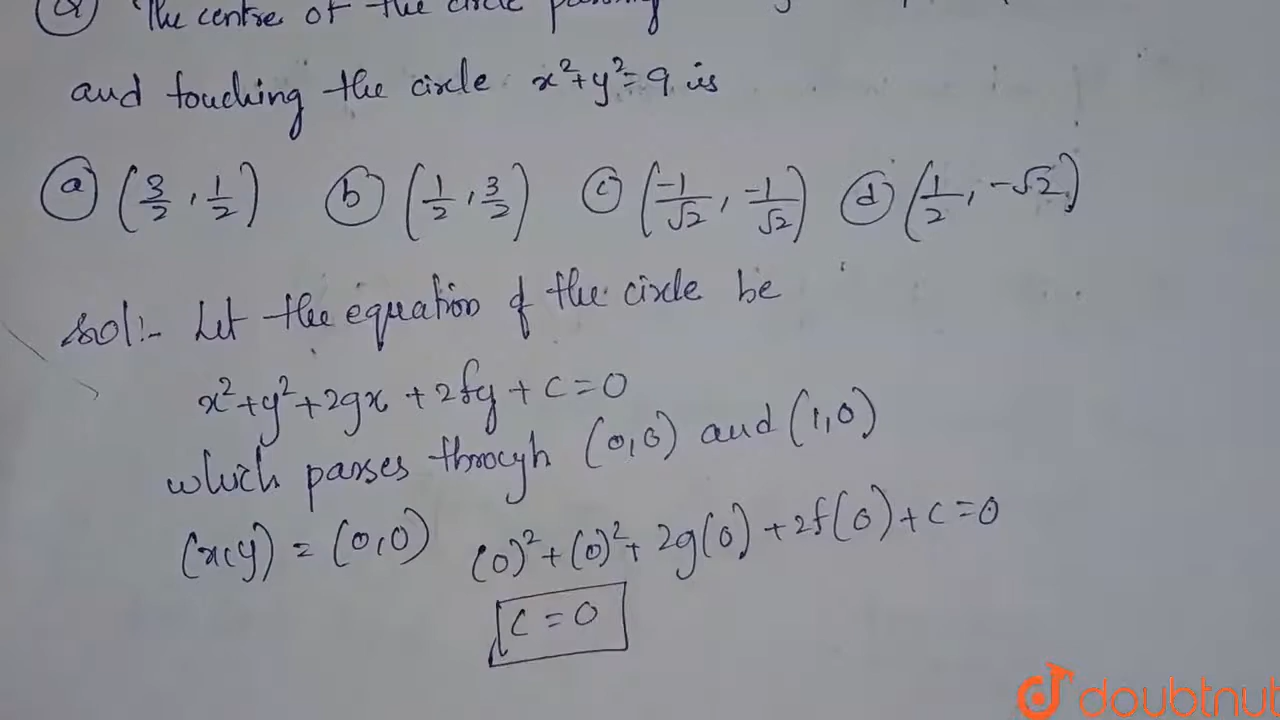 Q The centre of the circle passing
and touching the circle x²+y²=9 is
(a) (3/2, 1/2) (b) (1/2, 3/2) (c) (-1/√2, -1/√2) (d) (1/2, -√2)
Sol:- Let the equation of the circle be
x²+y²+2gx+2fy+c=0
which passes through (0,0) and (1,0)
(x,y) = (0,0) (0)²+(0)²+2g(0)+2f(0)+c=0
c=0
doubtnut